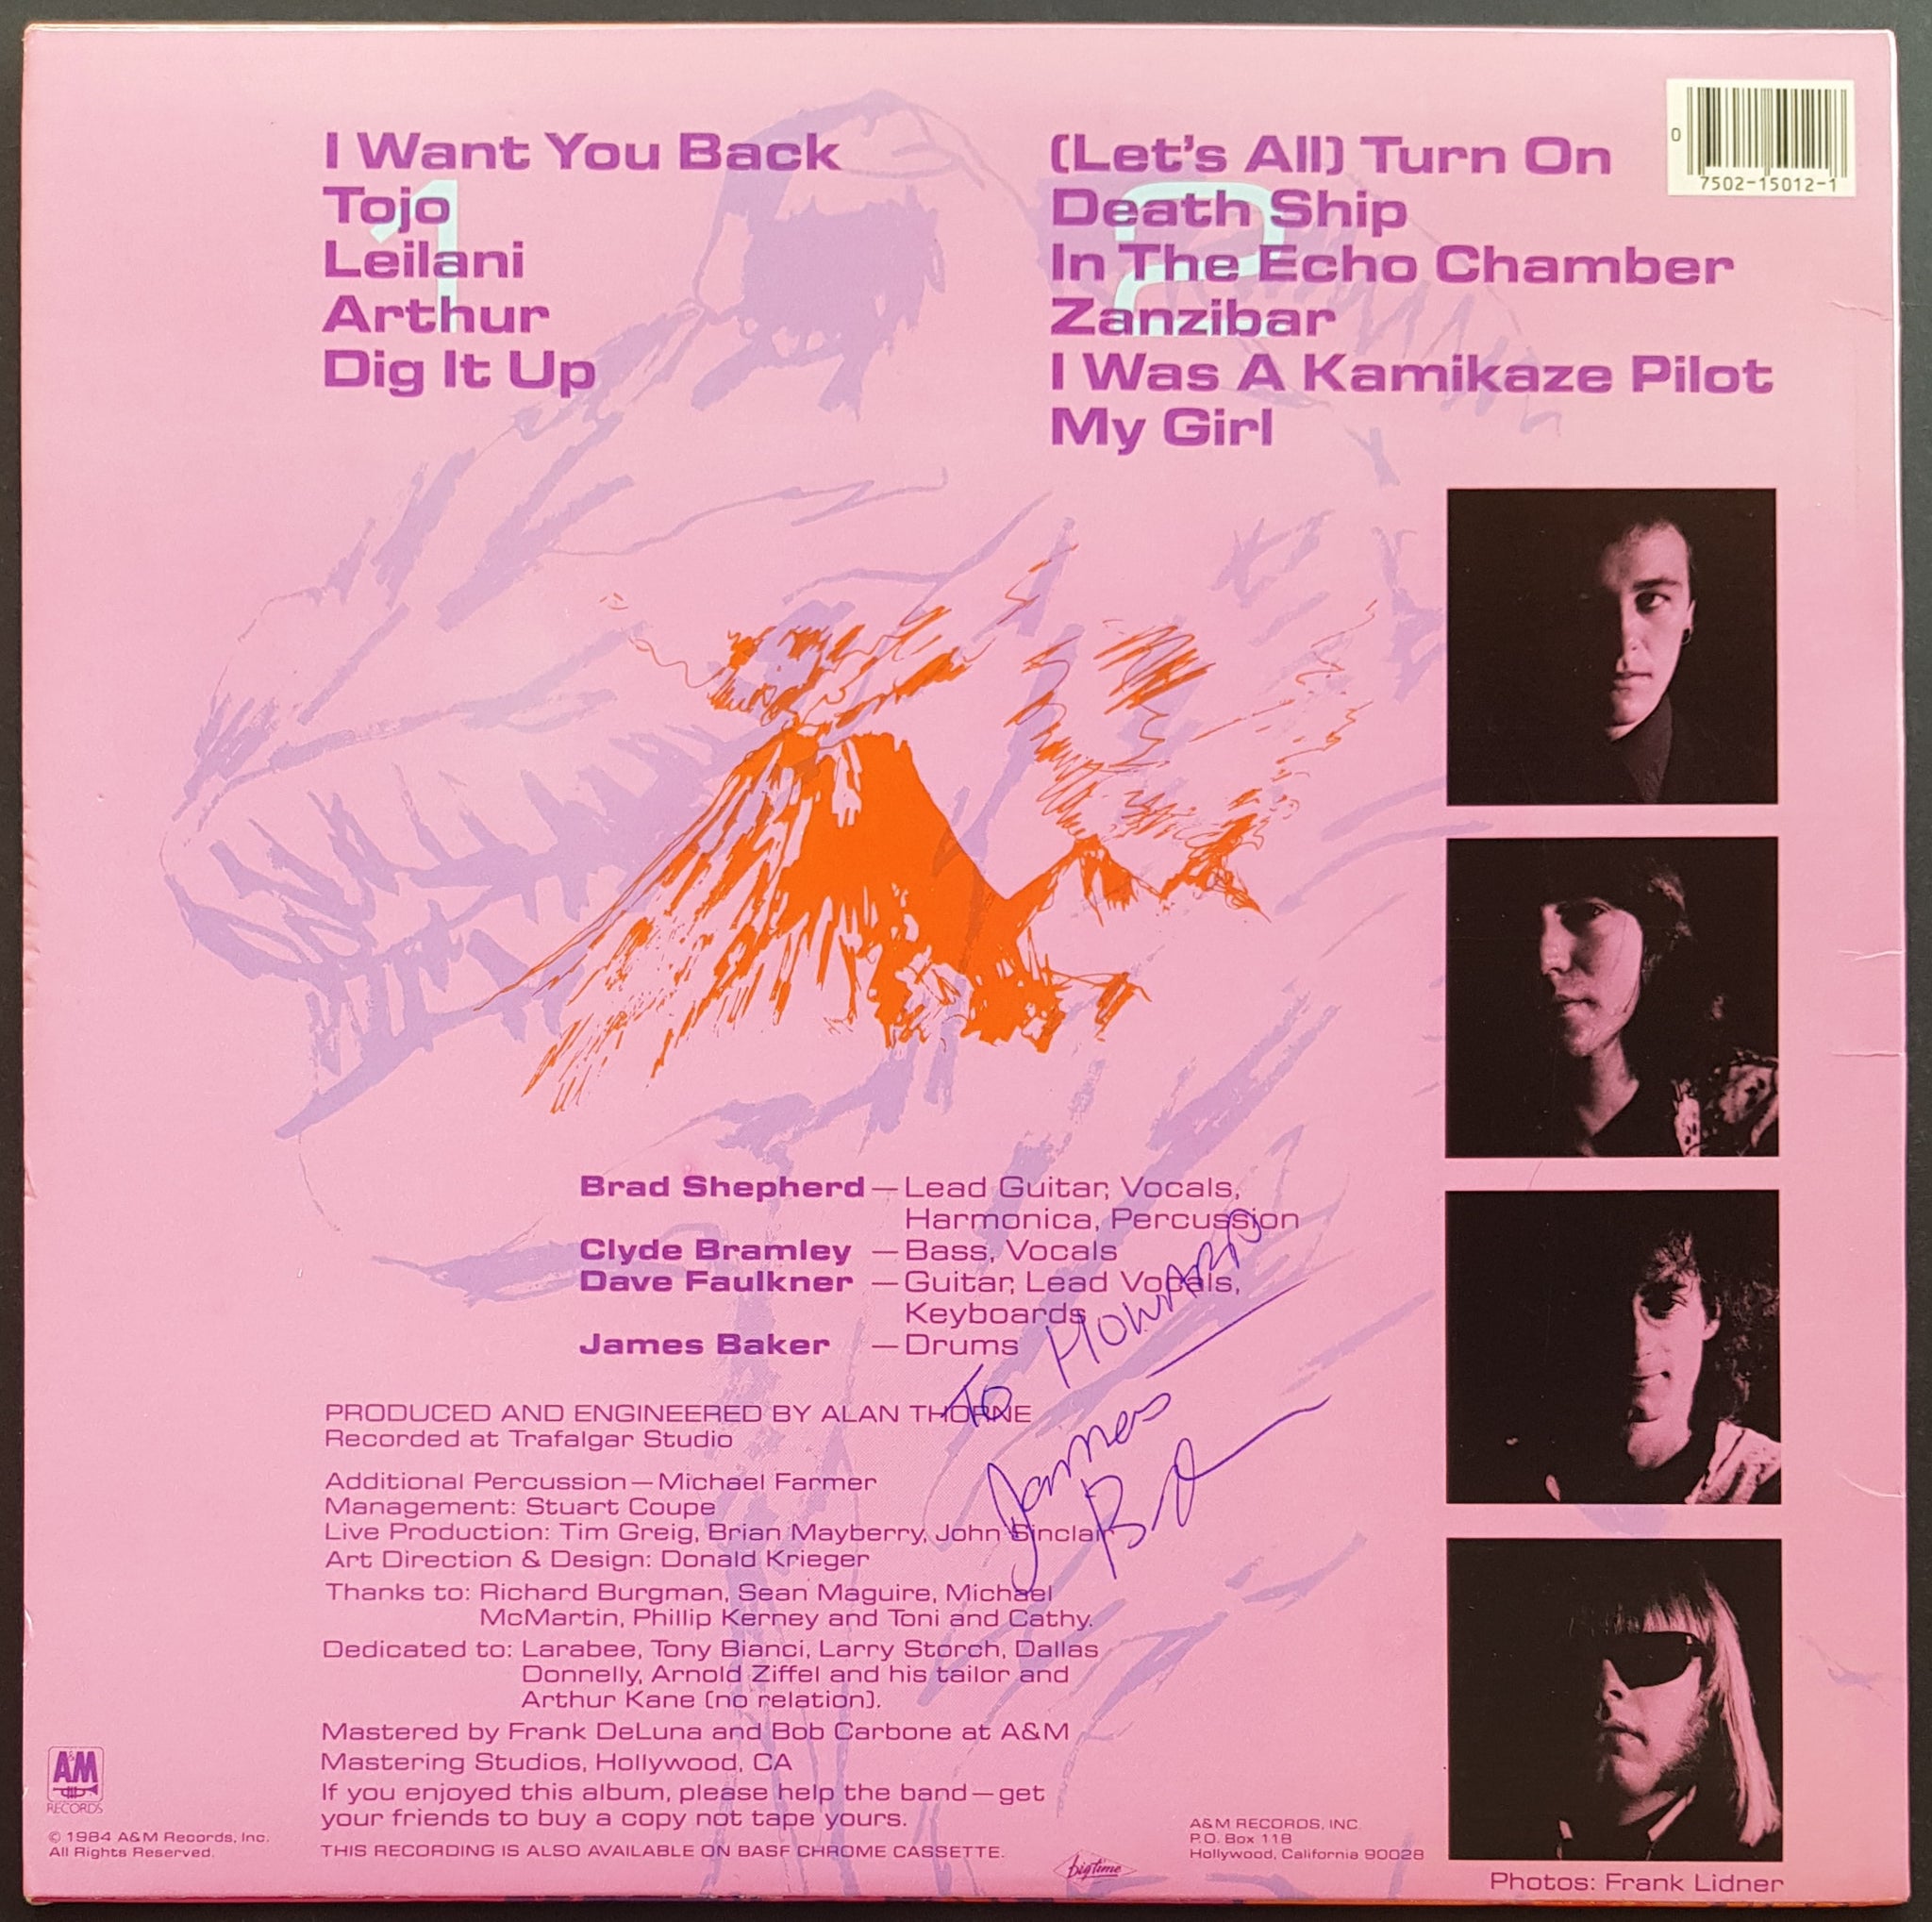 I Want You Back
Tojo
Leilani
Arthur
Dig It Up
1
(Let's All) Turn On
Death Ship
In The Echo Chamber
Zanzibar
I Was A Kamikaze Pilot
My Girl
2
0
7502-15012-1
Brad Shepherd — Lead Guitar, Vocals,
Harmonica, Percussion
Clyde Bramley — Bass, Vocals
Dave Faulkner — Guitar, Lead Vocals,
Keyboards
James Baker — Drums
To HOWARD
James
B
PRODUCED AND ENGINEERED BY ALAN THORNE
Recorded at Trafalgar Studio
Additional Percussion—Michael Farmer
Management: Stuart Coupe
Live Production: Tim Greig, Brian Mayberry, John Sinclair
Art Direction & Design: Donald Krieger
Thanks to: Richard Burgman, Sean Maguire, Michael
McMartin, Phillip Kerney and Toni and Cathy.
Dedicated to: Larabee, Tony Bianci, Larry Storch, Dallas
Donnelly, Arnold Ziffel and his tailor and
Arthur Kane (no relation).
Mastered by Frank DeLuna and Bob Carbone at A&M
Mastering Studios, Hollywood, CA
If you enjoyed this album, please help the band—get
your friends to buy a copy not tape yours.
THIS RECORDING IS ALSO AVAILABLE ON BASF CHROME CASSETTE.
A&M
RECORDS
© 1984 A&M Records, Inc.
All Rights Reserved.
bigtime
A&M RECORDS, INC.
P.O. Box 118
Hollywood, California 90028
Photos: Frank Lidner